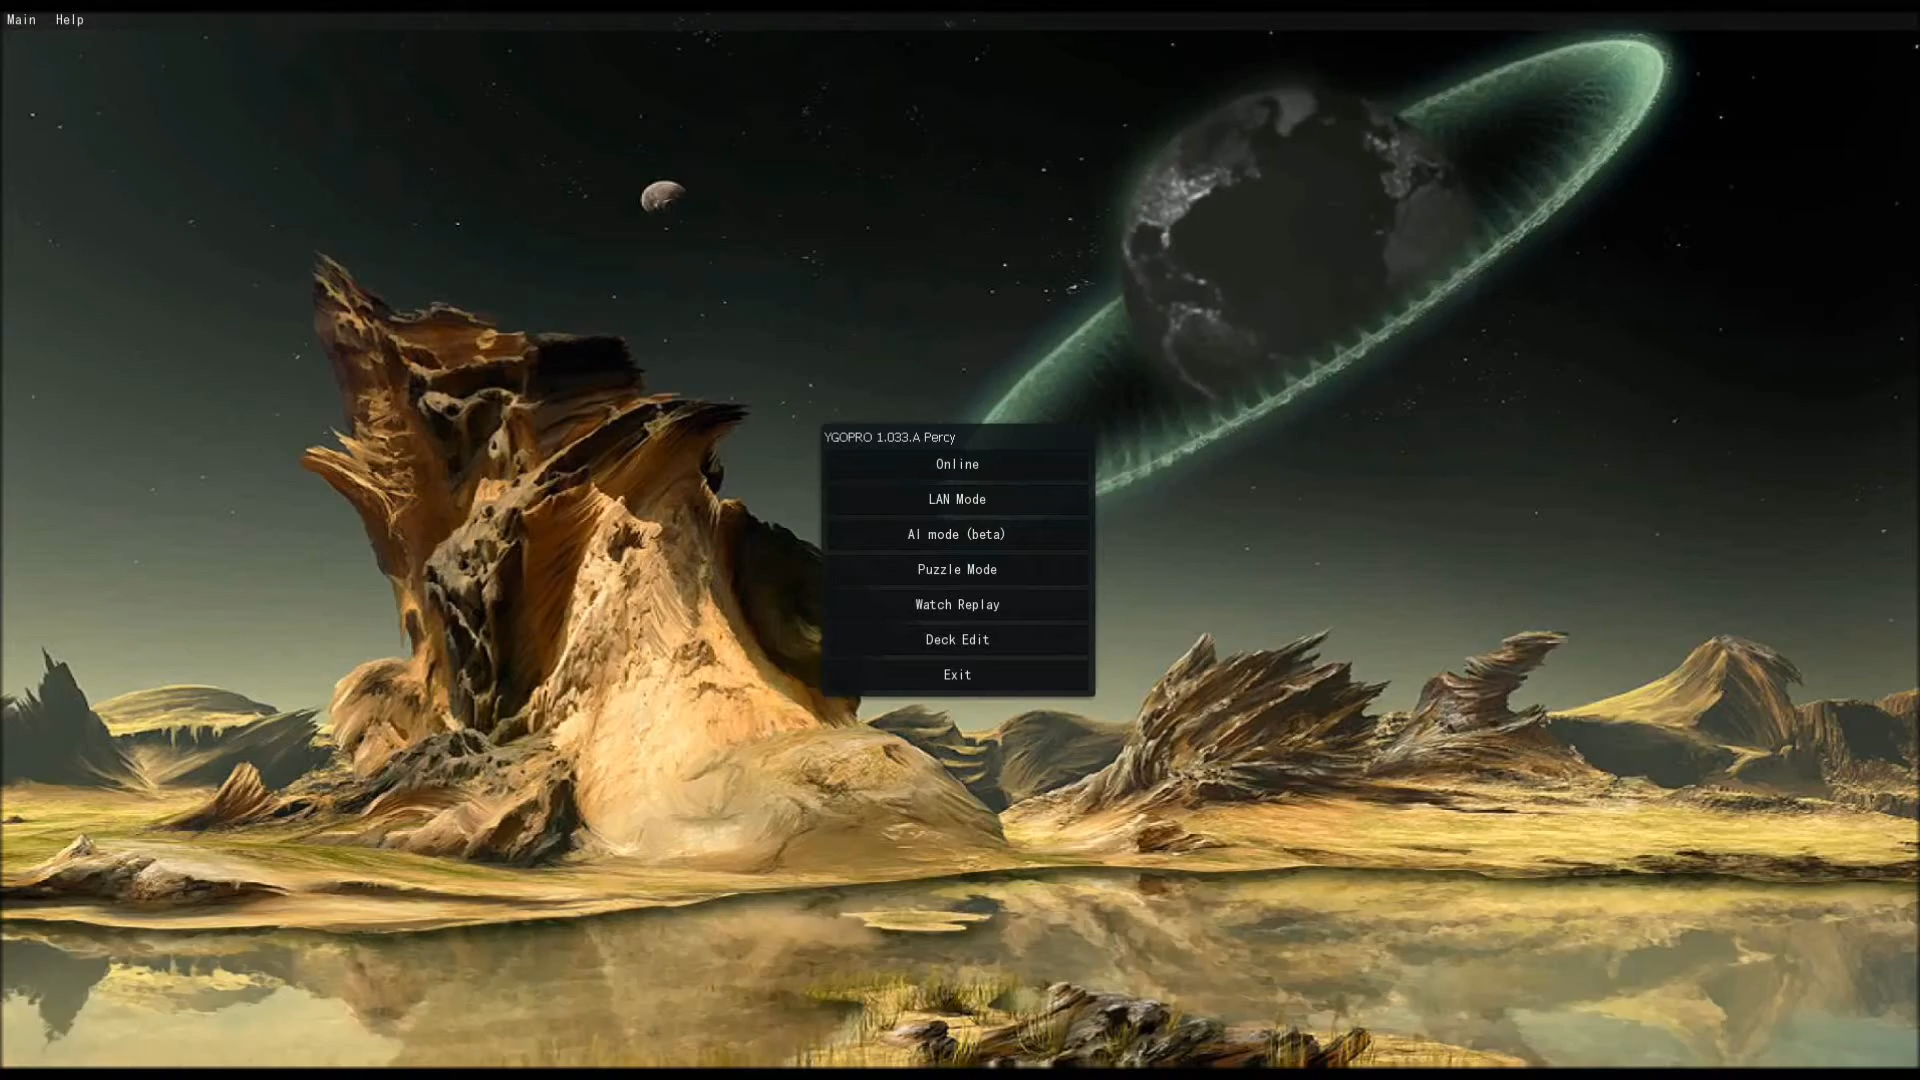 Main Help
YGOPRO 1.033.A Percy
Online
LAN Mode
AI mode (beta)
Puzzle Mode
Watch Replay
Deck Edit
Exit